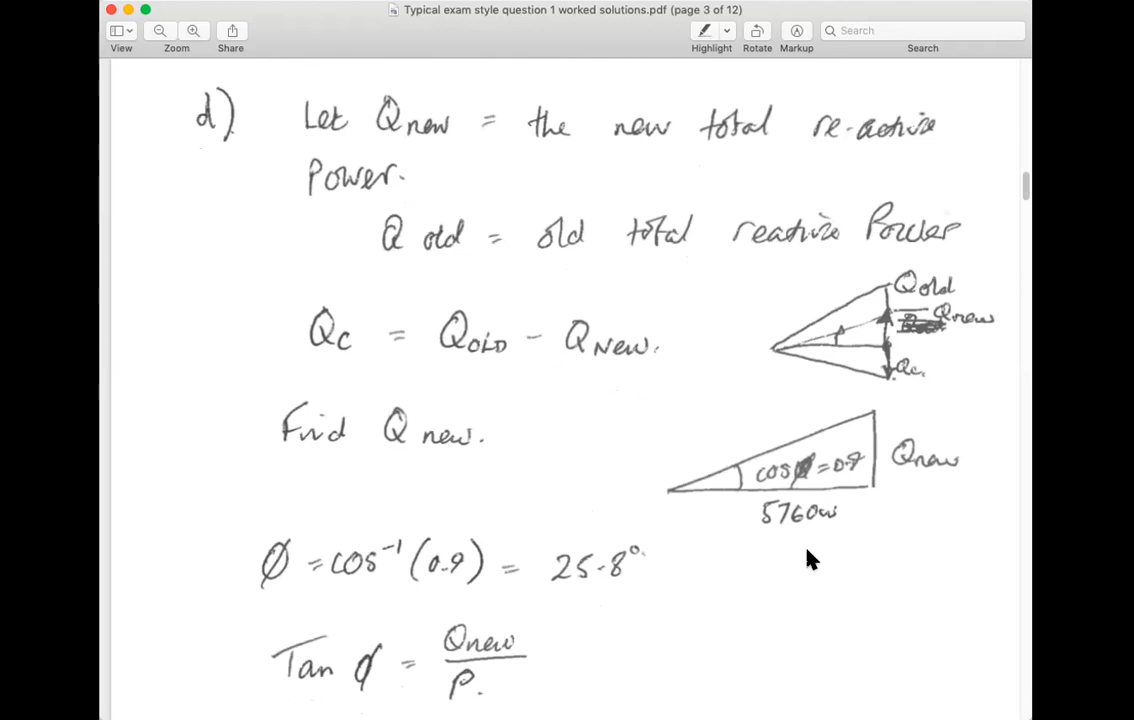 Typical exam style question 1 worked solutions.pdf (page 3 of 12)
View Zoom Share Highlight Rotate Markup Search
Search
d) Let Qnew = the new total re-active
Power.
Q old = old total reactive Power
Qold
Qnew
Qc = QOLD - QNEW.
Qc.
Find Q new.
cosφ = 0.9
Qnew
5760w
Ø = cos⁻¹ (0.9) = 25.8°
Tan φ = Qnew
P.